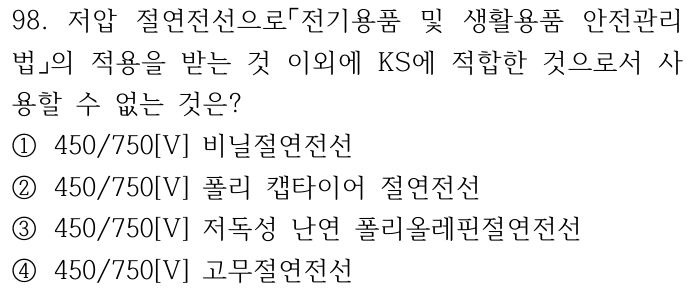 98. 저압 절연전선으로「전기용품 및 생활용품 안전관리
법」의 적용을 받는 것 이외에 KS에 적합한 것으로서 사
용할 수 없는 것은?
① 450/750[V] 비닐절연전선
② 450/750[V] 폴리 캡타이어 절연전선
③ 450/750[V] 저독성 난연 폴리올레핀절연전선
④ 450/750[V] 고무절연전선